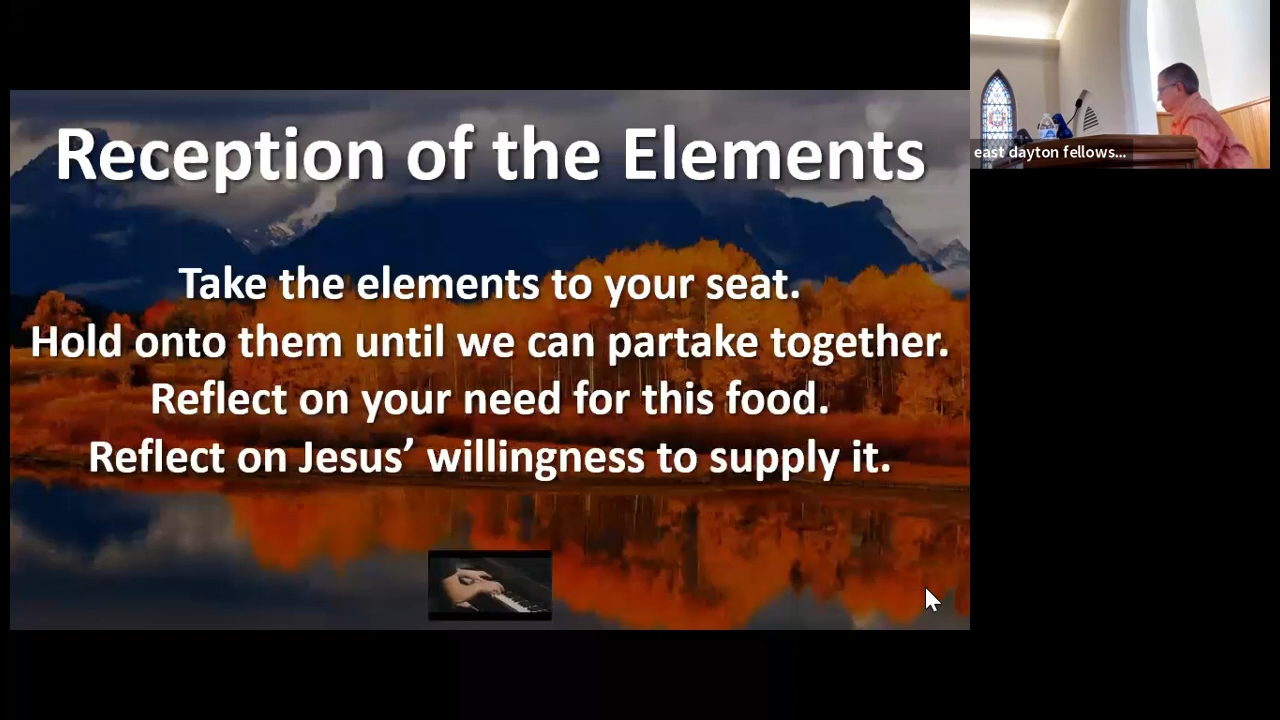 Reception of the Elements
Take the elements to your seat.
Hold onto them until we can partake together.
Reflect on your need for this food.
Reflect on Jesus’ willingness to supply it.
east dayton fellows...